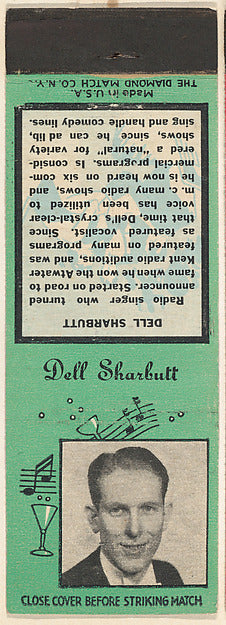 Made in U.S.A.
THE DIAMOND MATCH CO. N.Y.
DELL SHARBUTT
Radio singer who turned
announcer. Started on road to
fame when he won the Atwater
Kent radio auditions, and was
featured on many programs
as featured vocalist. Since
that time, Dell's crystal-clear
voice has been utilized to
m. c. many radio shows, and
he is now heard on six com-
mercial programs. Is consid-
ered a "natural" for variety
shows, since he can ad lib,
sing and handle comedy lines.
Dell Sharbutt
CLOSE COVER BEFORE STRIKING MATCH